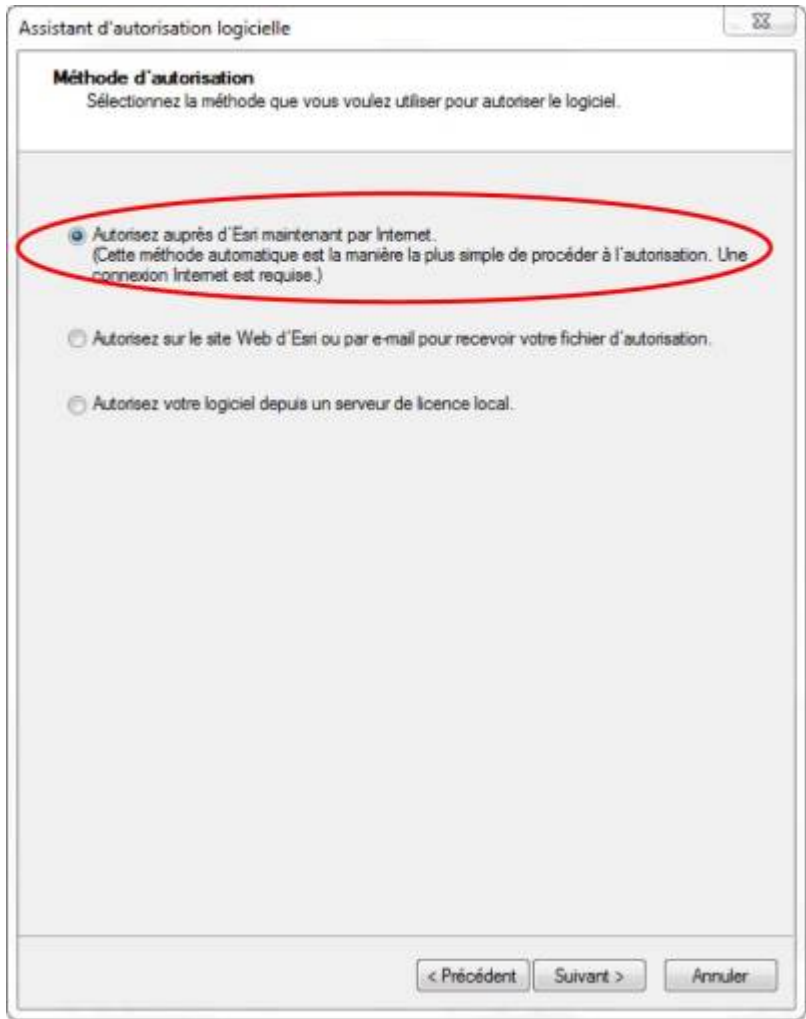 Assistant d'autorisation logicielle
Méthode d'autorisation
Sélectionnez la méthode que vous voulez utiliser pour autoriser le logiciel.
Autorisez auprès d'Esri maintenant par Internet.
(Cette méthode automatique est la manière la plus simple de procéder à l'autorisation. Une
connexion Internet est requise.)
Autorisez sur le site Web d'Esri ou par e-mail pour recevoir votre fichier d'autorisation.
Autorisez votre logiciel depuis un serveur de licence local.
< Précédent Suivant > Annuler